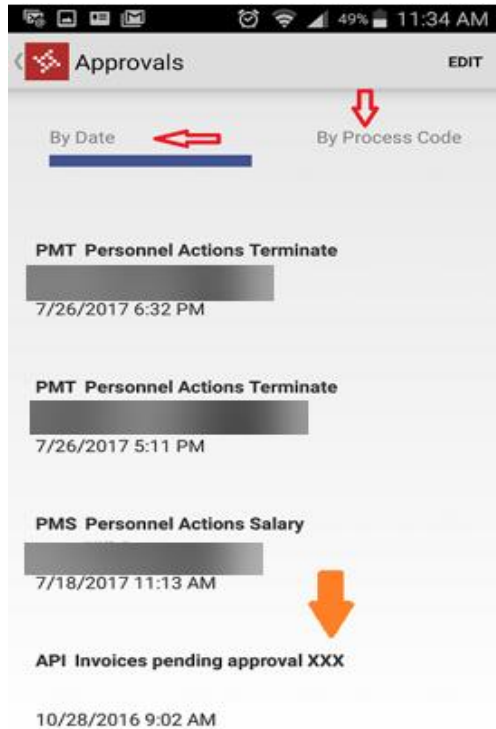 49% 11:34 AM
Approvals EDIT
By Date By Process Code
PMT Personnel Actions Terminate
7/26/2017 6:32 PM
PMT Personnel Actions Terminate
7/26/2017 5:11 PM
PMS Personnel Actions Salary
7/18/2017 11:13 AM
API Invoices pending approval XXX
10/28/2016 9:02 AM